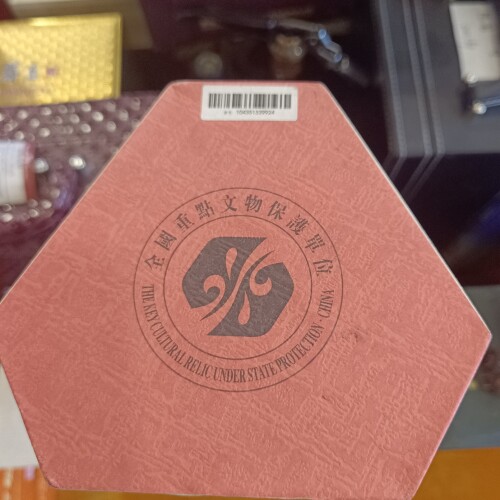 全國重點文物保護單位
THE KEY CULTURAL RELIC UNDER STATE PROTECTION · CHINA